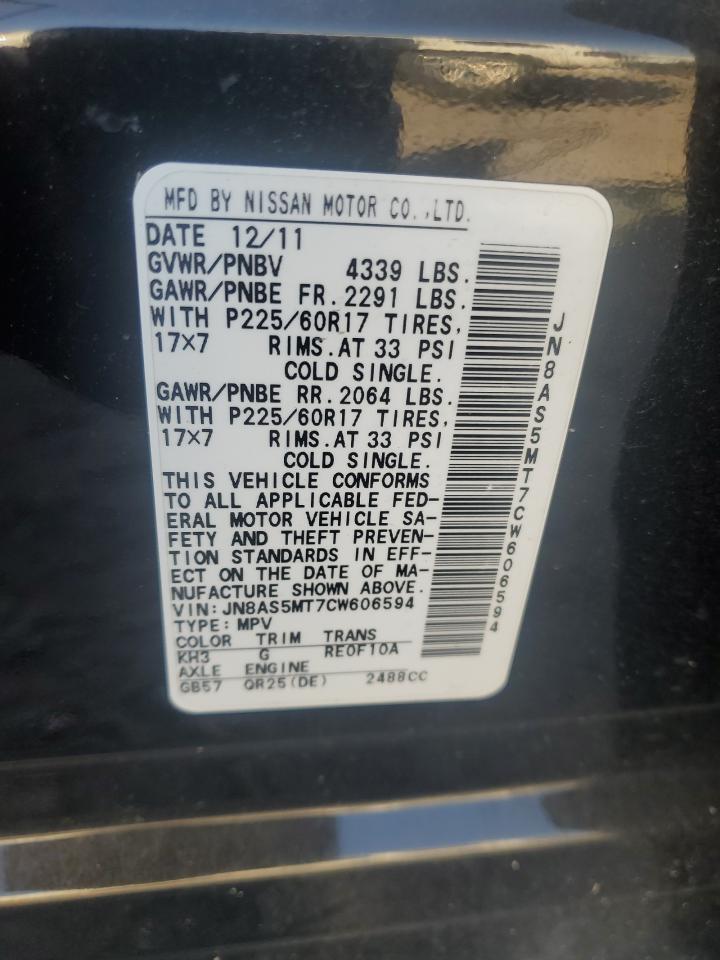 MFD BY NISSAN MOTOR CO.,LTD.
DATE 12/11
GVWR/PNBV 4339 LBS.
GAWR/PNBE FR.2291 LBS.
WITH P225/60R17 TIRES,
17×7 RIMS.AT 33 PSI
COLD SINGLE.
GAWR/PNBE RR.2064 LBS.
WITH P225/60R17 TIRES,
17×7 RIMS.AT 33 PSI
COLD SINGLE.
THIS VEHICLE CONFORMS
TO ALL APPLICABLE FED-
ERAL MOTOR VEHICLE SA-
FETY AND THEFT PREVEN-
TION STANDARDS IN EFF-
ECT ON THE DATE OF MA-
NUFACTURE SHOWN ABOVE.
VIN:JN8AS5MT7CW606594
TYPE:MPV
COLOR TRIM TRANS
KH3 G RE0F10A
AXLE ENGINE
GB57 QR25(DE) 2488CC
JN8AS5MT7CW606594